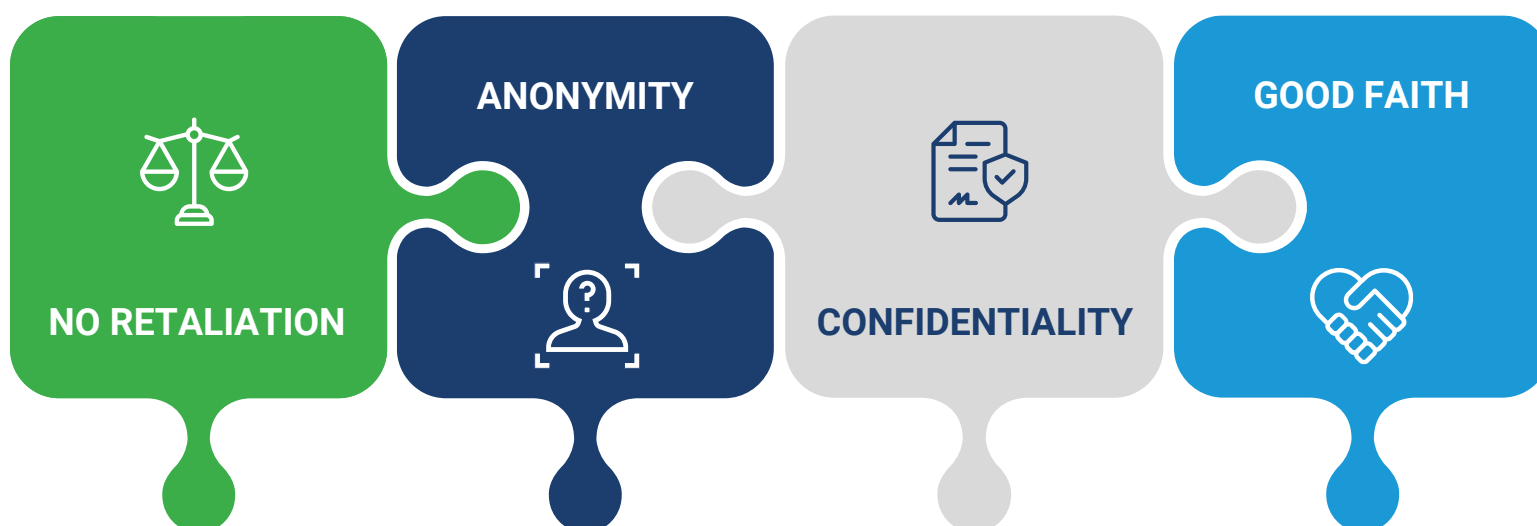 NO RETALIATION
ANONYMITY
?
CONFIDENTIALITY
GOOD FAITH